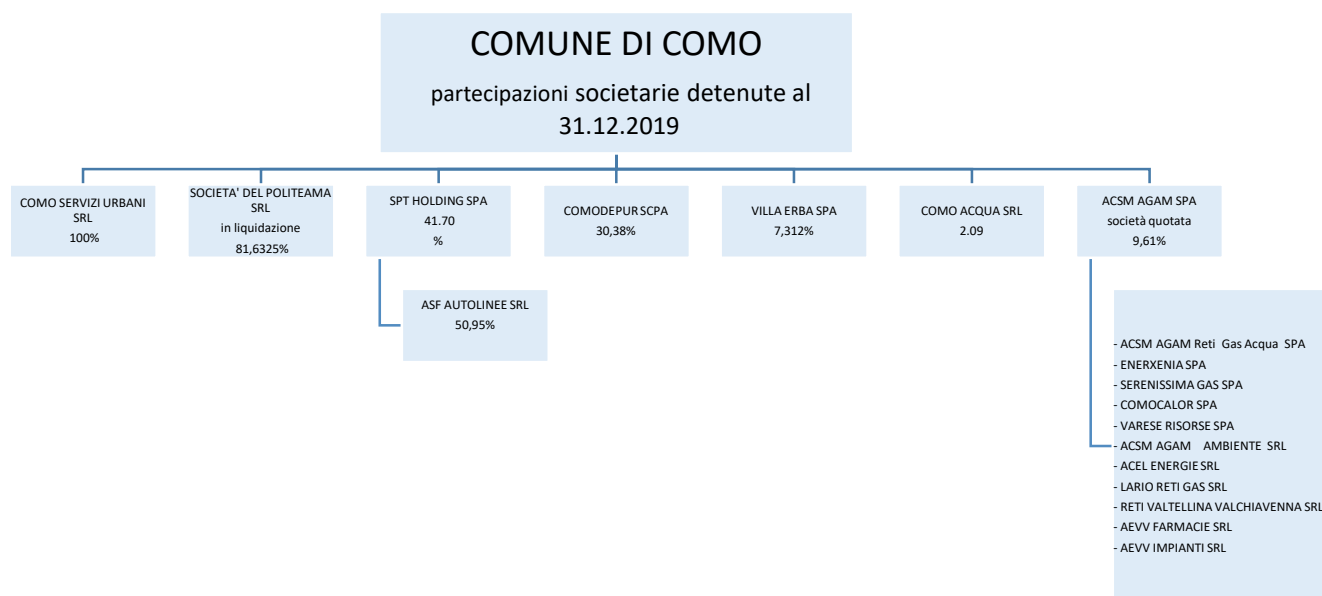 COMUNE DI COMO
partecipazioni societarie detenute al
31.12.2019
COMO SERVIZI URBANI
SRL
100%
SOCIETA' DEL POLITEAMA
SRL
in liquidazione
81,6325%
SPT HOLDING SPA
41.70
%
COMODEPUR SCPA
30,38%
VILLA ERBA SPA
7,312%
COMO ACQUA SRL
2.09
ACSM AGAM SPA
società quotata
9,61%
ASF AUTOLINEE SRL
50,95%
- ACSM AGAM Reti Gas Acqua SPA
- ENERXENIA SPA
- SERENISSIMA GAS SPA
- COMOCALOR SPA
- VARESE RISORSE SPA
- ACSM AGAM AMBIENTE SRL
- ACEL ENERGIE SRL
- LARIO RETI GAS SRL
- RETI VALTELLINA VALCHIAVENNA SRL
- AEVV FARMACIE SRL
- AEVV IMPIANTI SRL